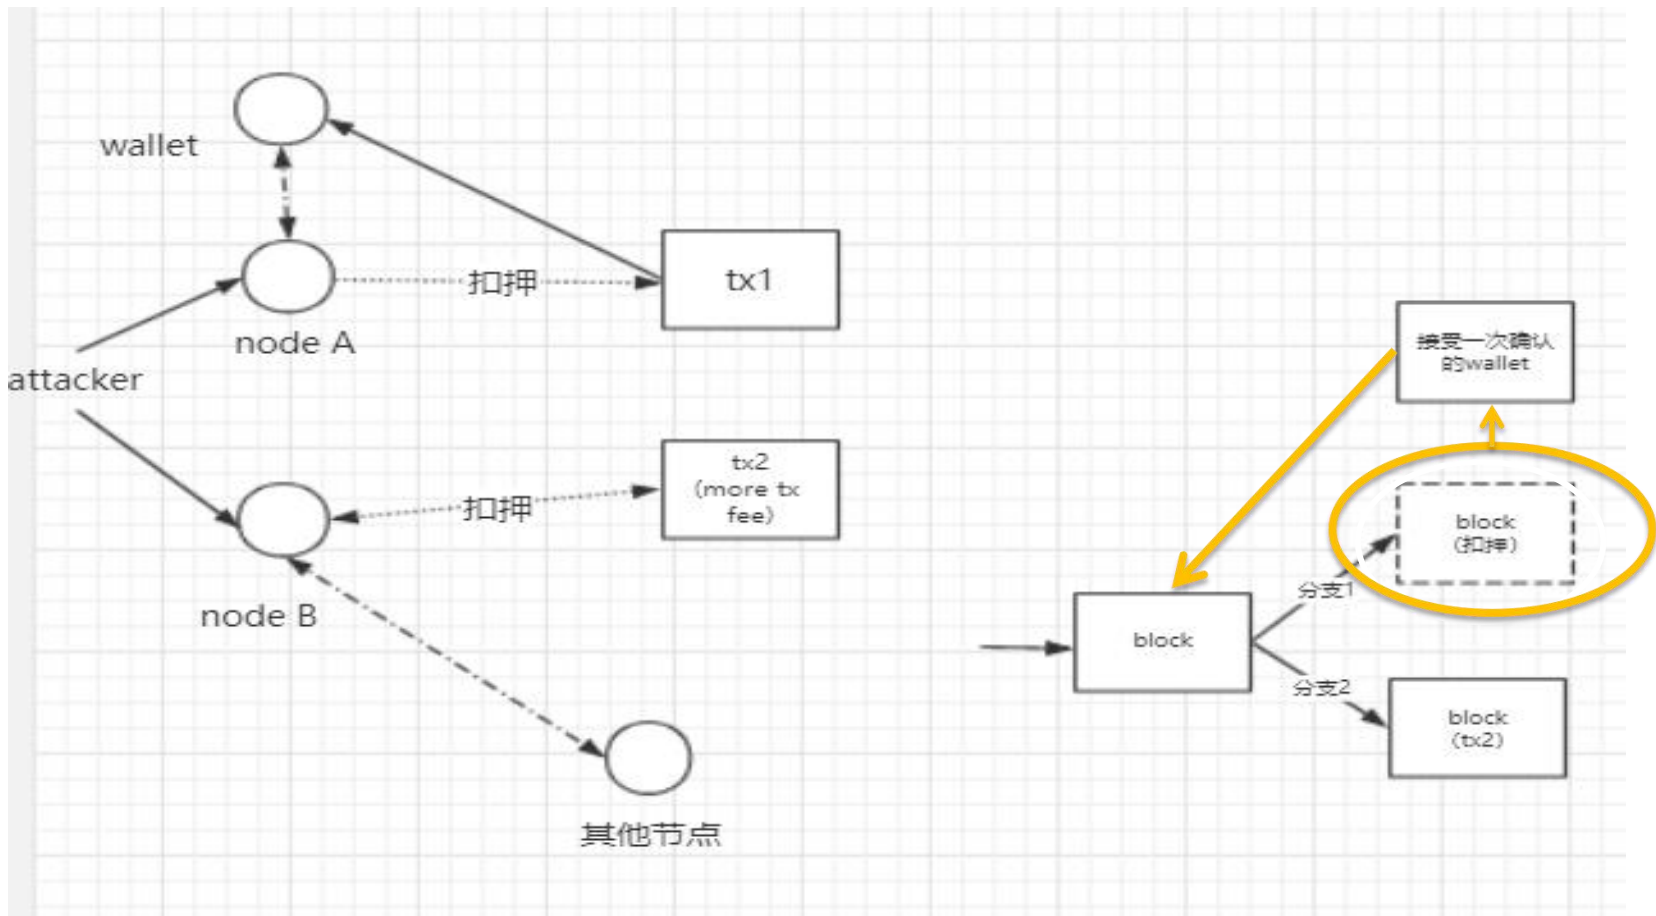 wallet
扣押
tx1
node A
attacker
tx2
(more tx
fee)
扣押
node B
其他节点
接受一次确认
的wallet
block
(扣押)
分支1
block
分支2
block
(tx2)